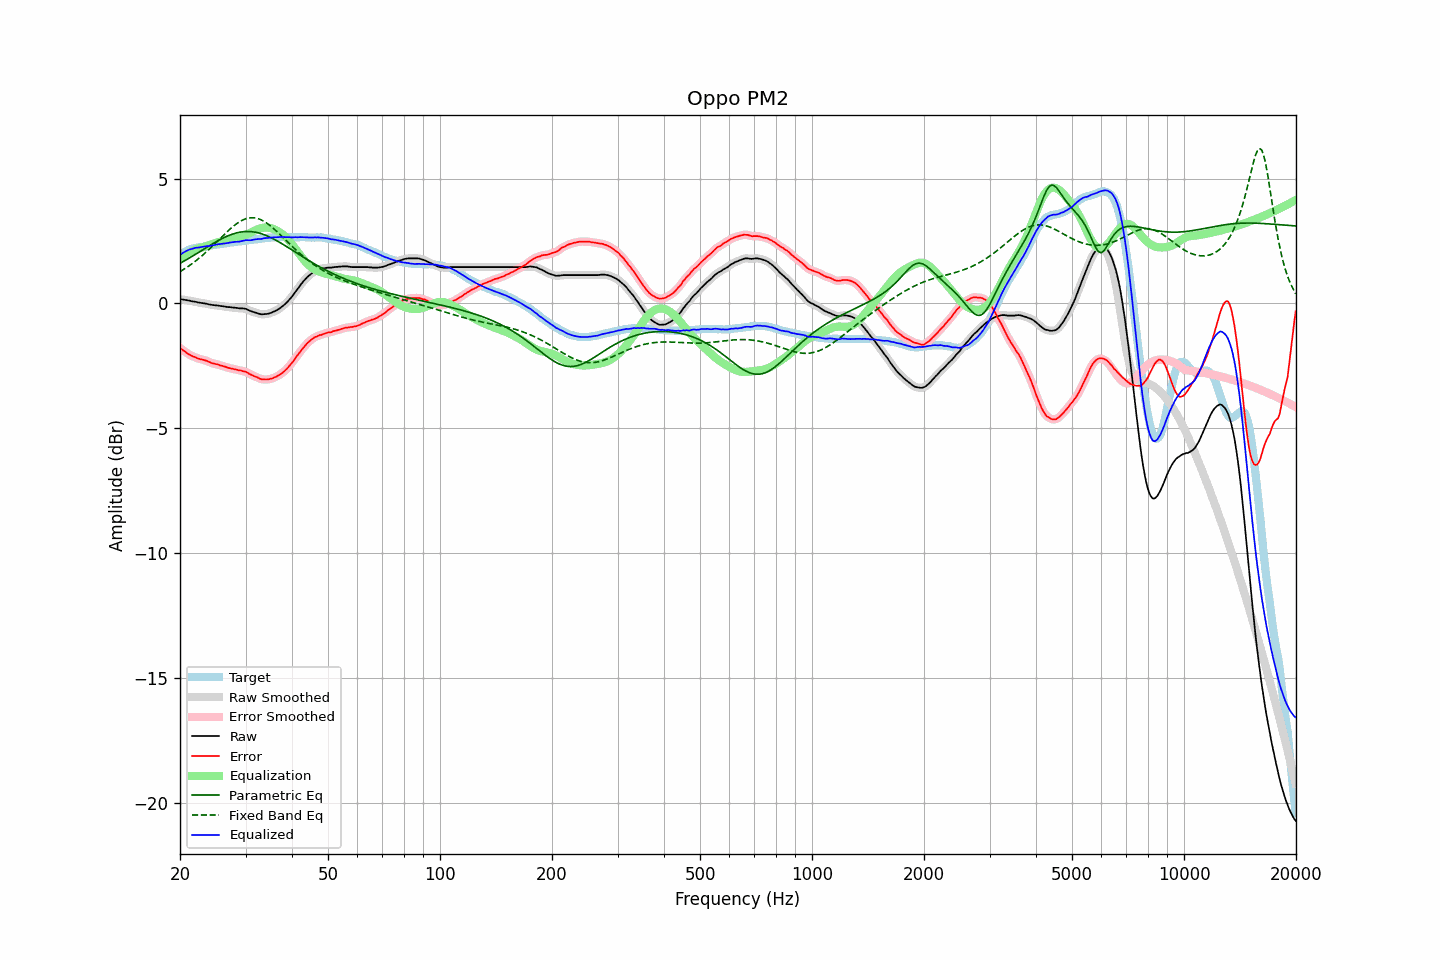 Oppo PM2
Amplitude (dBr)
5
0
−5
−10
−15
−20
Target
Raw Smoothed
Error Smoothed
Raw
Error
Equalization
Parametric Eq
Fixed Band Eq
Equalized
20 50 100 200 500 1000 2000 5000 10000 20000
Frequency (Hz)